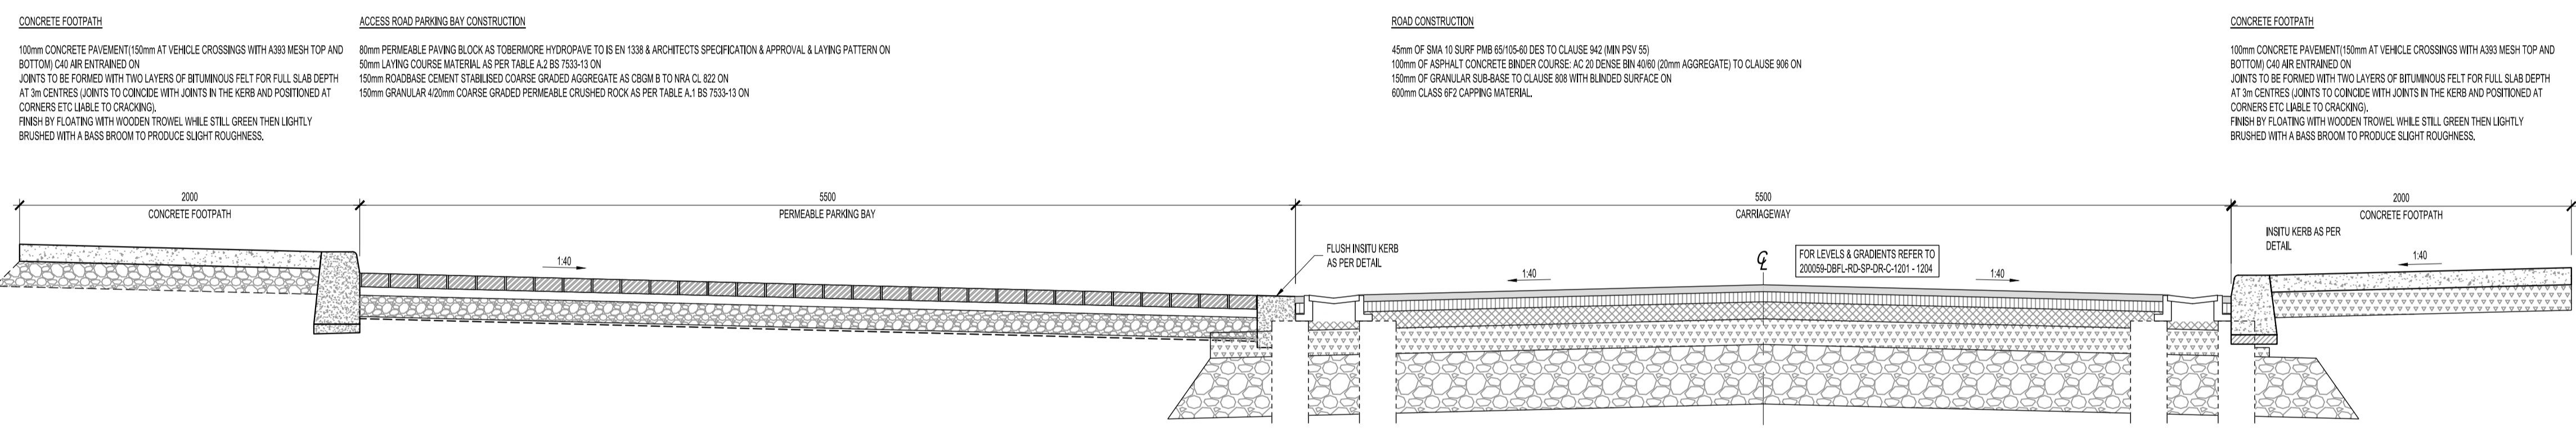 CONCRETE FOOTPATH
100mm CONCRETE PAVEMENT(150mm AT VEHICLE CROSSINGS WITH A393 MESH TOP AND
BOTTOM) C40 AIR ENTRAINED ON
JOINTS TO BE FORMED WITH TWO LAYERS OF BITUMINOUS FELT FOR FULL SLAB DEPTH
AT 3m CENTRES (JOINTS TO COINCIDE WITH JOINTS IN THE KERB AND POSITIONED AT
CORNERS ETC LIABLE TO CRACKING).
FINISH BY FLOATING WITH WOODEN TROWEL WHILE STILL GREEN THEN LIGHTLY
BRUSHED WITH A BASS BROOM TO PRODUCE SLIGHT ROUGHNESS.
ACCESS ROAD PARKING BAY CONSTRUCTION
80mm PERMEABLE PAVING BLOCK AS TOBERMORE HYDROPAVE TO IS EN 1338 & ARCHITECTS SPECIFICATION & APPROVAL & LAYING PATTERN ON
50mm LAYING COURSE MATERIAL AS PER TABLE A.2 BS 7533-13 ON
150mm ROADBASE CEMENT STABILISED COARSE GRADED AGGREGATE AS CBGM B TO NRA CL 822 ON
150mm GRANULAR 4/20mm COARSE GRADED PERMEABLE CRUSHED ROCK AS PER TABLE A.1 BS 7533-13 ON
ROAD CONSTRUCTION
45mm OF SMA 10 SURF PMB 65/105-60 DES TO CLAUSE 942 (MIN PSV 55)
100mm OF ASPHALT CONCRETE BINDER COURSE: AC 20 DENSE BIN 40/60 (20mm AGGREGATE) TO CLAUSE 906 ON
150mm OF GRANULAR SUB-BASE TO CLAUSE 808 WITH BLINDED SURFACE ON
600mm CLASS 6F2 CAPPING MATERIAL.
CONCRETE FOOTPATH
100mm CONCRETE PAVEMENT(150mm AT VEHICLE CROSSINGS WITH A393 MESH TOP AND
BOTTOM) C40 AIR ENTRAINED ON
JOINTS TO BE FORMED WITH TWO LAYERS OF BITUMINOUS FELT FOR FULL SLAB DEPTH
AT 3m CENTRES (JOINTS TO COINCIDE WITH JOINTS IN THE KERB AND POSITIONED AT
CORNERS ETC LIABLE TO CRACKING).
FINISH BY FLOATING WITH WOODEN TROWEL WHILE STILL GREEN THEN LIGHTLY
BRUSHED WITH A BASS BROOM TO PRODUCE SLIGHT ROUGHNESS.
2000
CONCRETE FOOTPATH
5500
PERMEABLE PARKING BAY
5500
CARRIAGEWAY
2000
CONCRETE FOOTPATH
1:40
FLUSH INSITU KERB
AS PER DETAIL
1:40
CL
FOR LEVELS & GRADIENTS REFER TO
200059-DBFL-RD-SP-DR-C-1201 - 1204
1:40
INSITU KERB AS PER
DETAIL
1:40